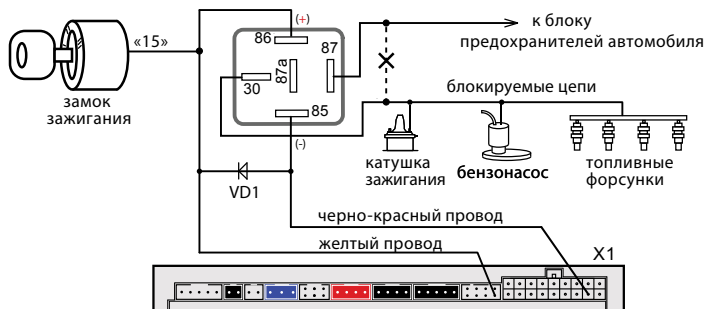 (+)
к блоку
предохранителей автомобиля
«15»
86
87
87a
30
85
(-)
замок
зажигания
блокируемые цепи
катушка
зажигания
бензонасос
топливные
форсунки
VD1
черно-красный провод
желтый провод
X1